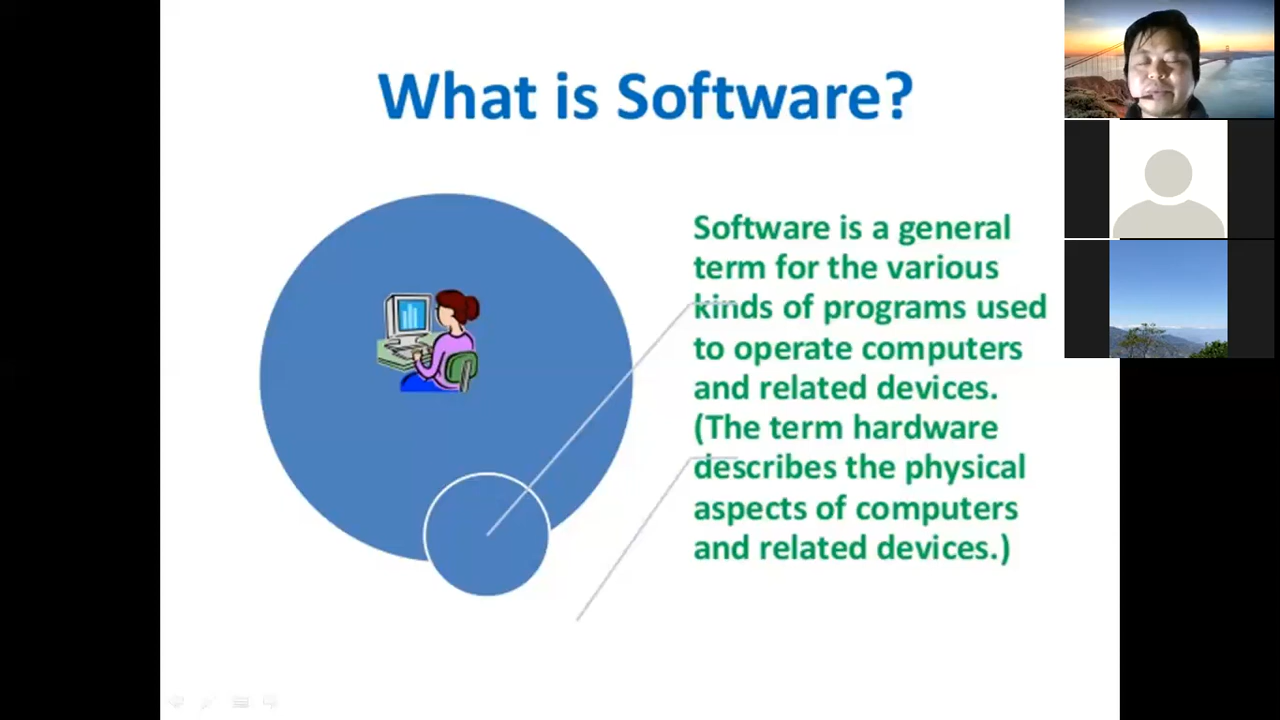 What is Software?
Software is a general
term for the various
kinds of programs used
to operate computers
and related devices.
(The term hardware
describes the physical
aspects of computers
and related devices.)